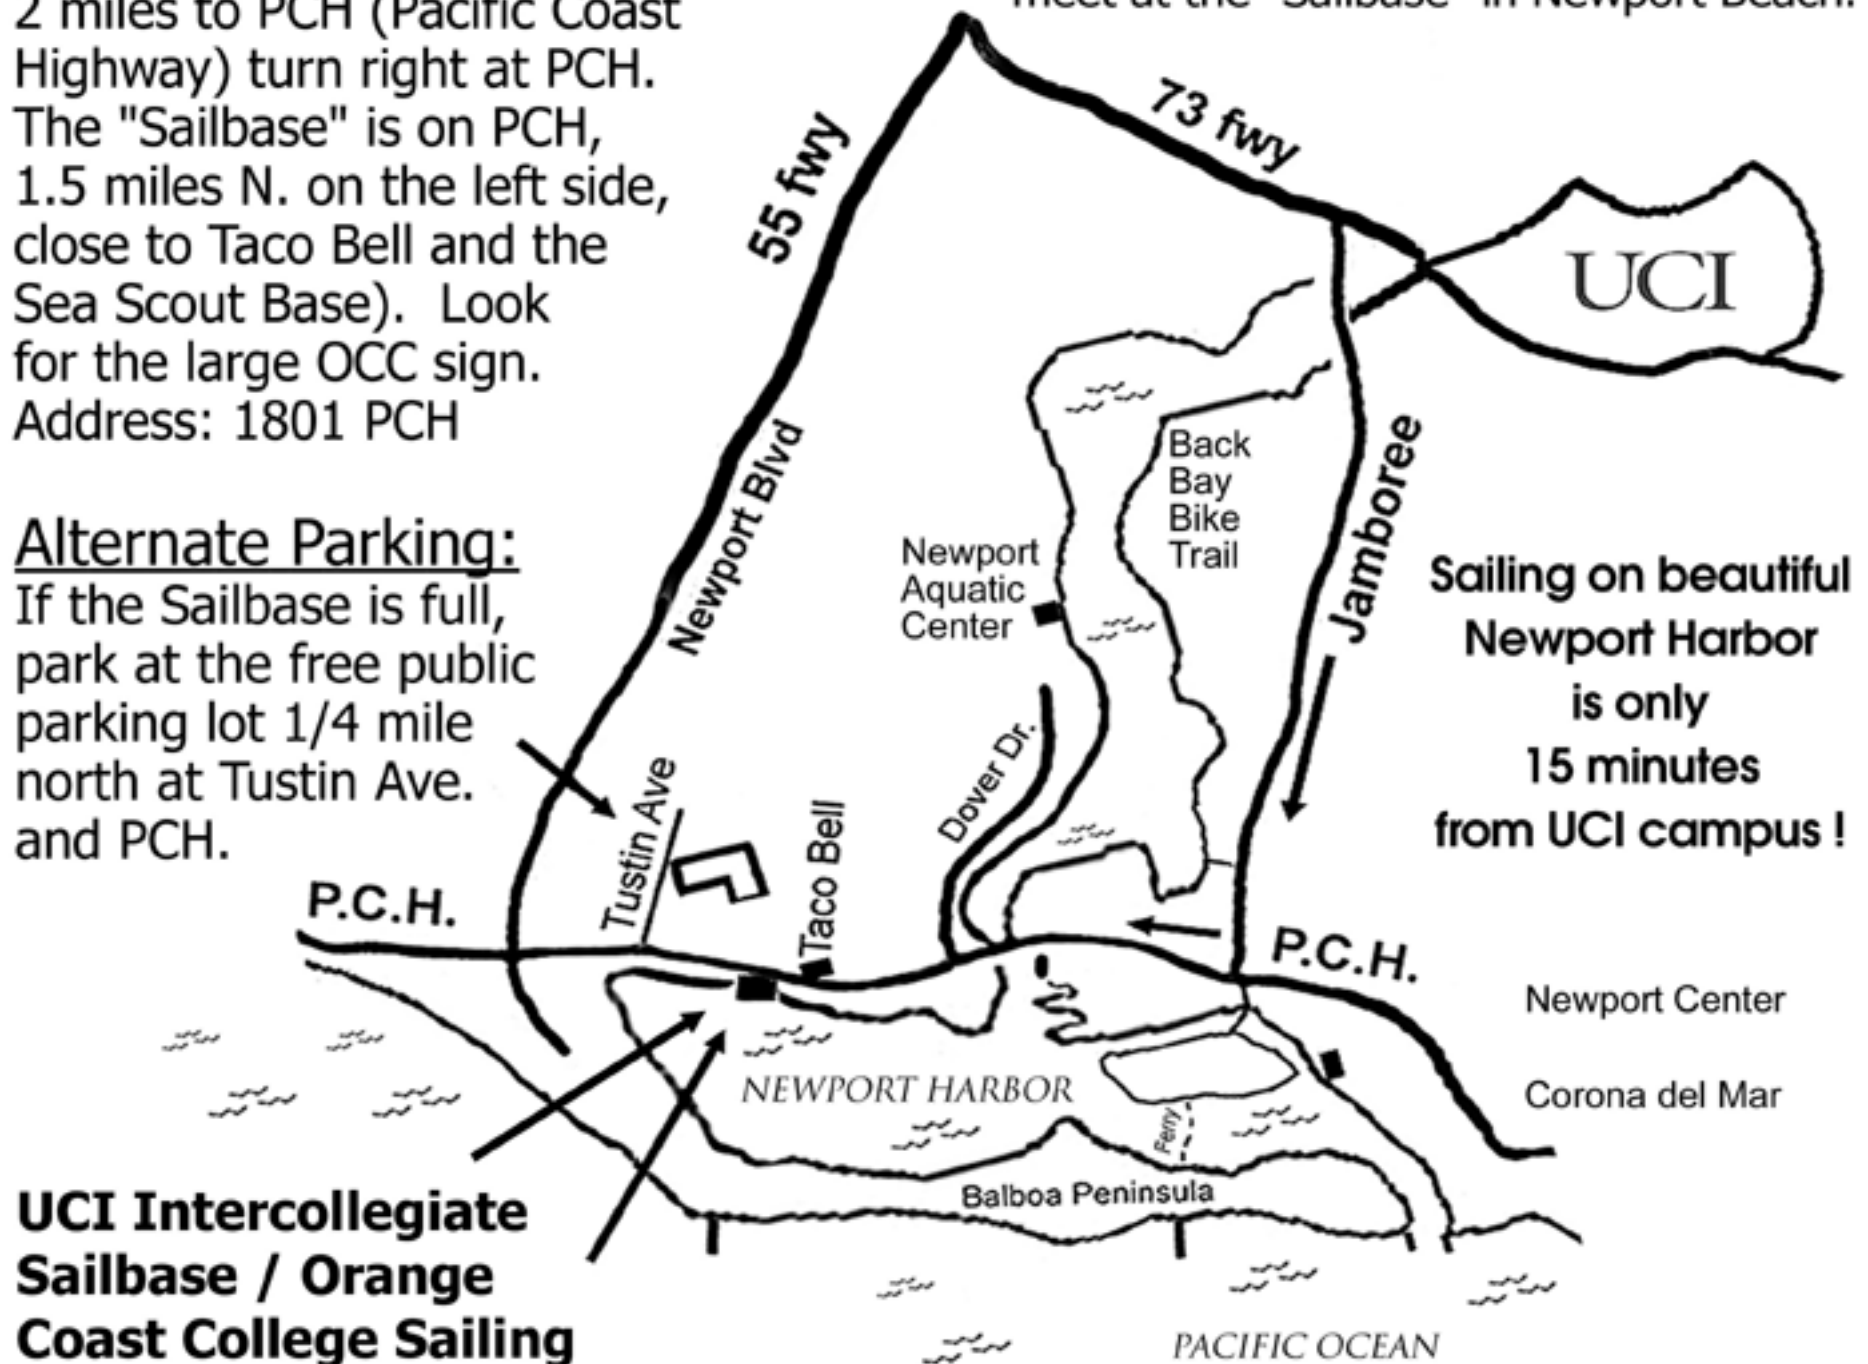 2 miles to PCH (Pacific Coast
Highway) turn right at PCH.
The "Sailbase" is on PCH,
1.5 miles N. on the left side,
close to Taco Bell and the
Sea Scout Base).  Look
for the large OCC sign.
Address: 1801 PCH
Alternate Parking:
If the Sailbase is full,
park at the free public
parking lot 1/4 mile
north at Tustin Ave.
and PCH.
meet at the "Sailbase" in Newport Beach.
55 fwy
73 fwy
UCI
Newport Blvd
Back
Bay
Bike
Trail
Jamboree
Newport
Aquatic
Center
Sailing on beautiful
Newport Harbor
is only
15 minutes
from UCI campus !
Dover Dr.
Tustin Ave
Taco Bell
P.C.H.
P.C.H.
Newport Center
Corona del Mar
NEWPORT HARBOR
Ferry
Balboa Peninsula
UCI Intercollegiate
Sailbase / Orange
Coast College Sailing
PACIFIC OCEAN